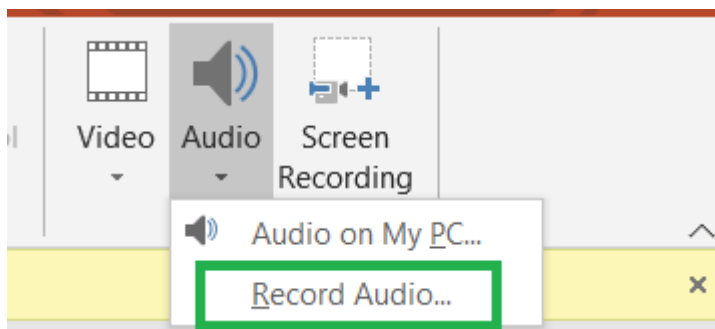 Video
Audio
Screen
Recording
Audio on My PC...
Record Audio...